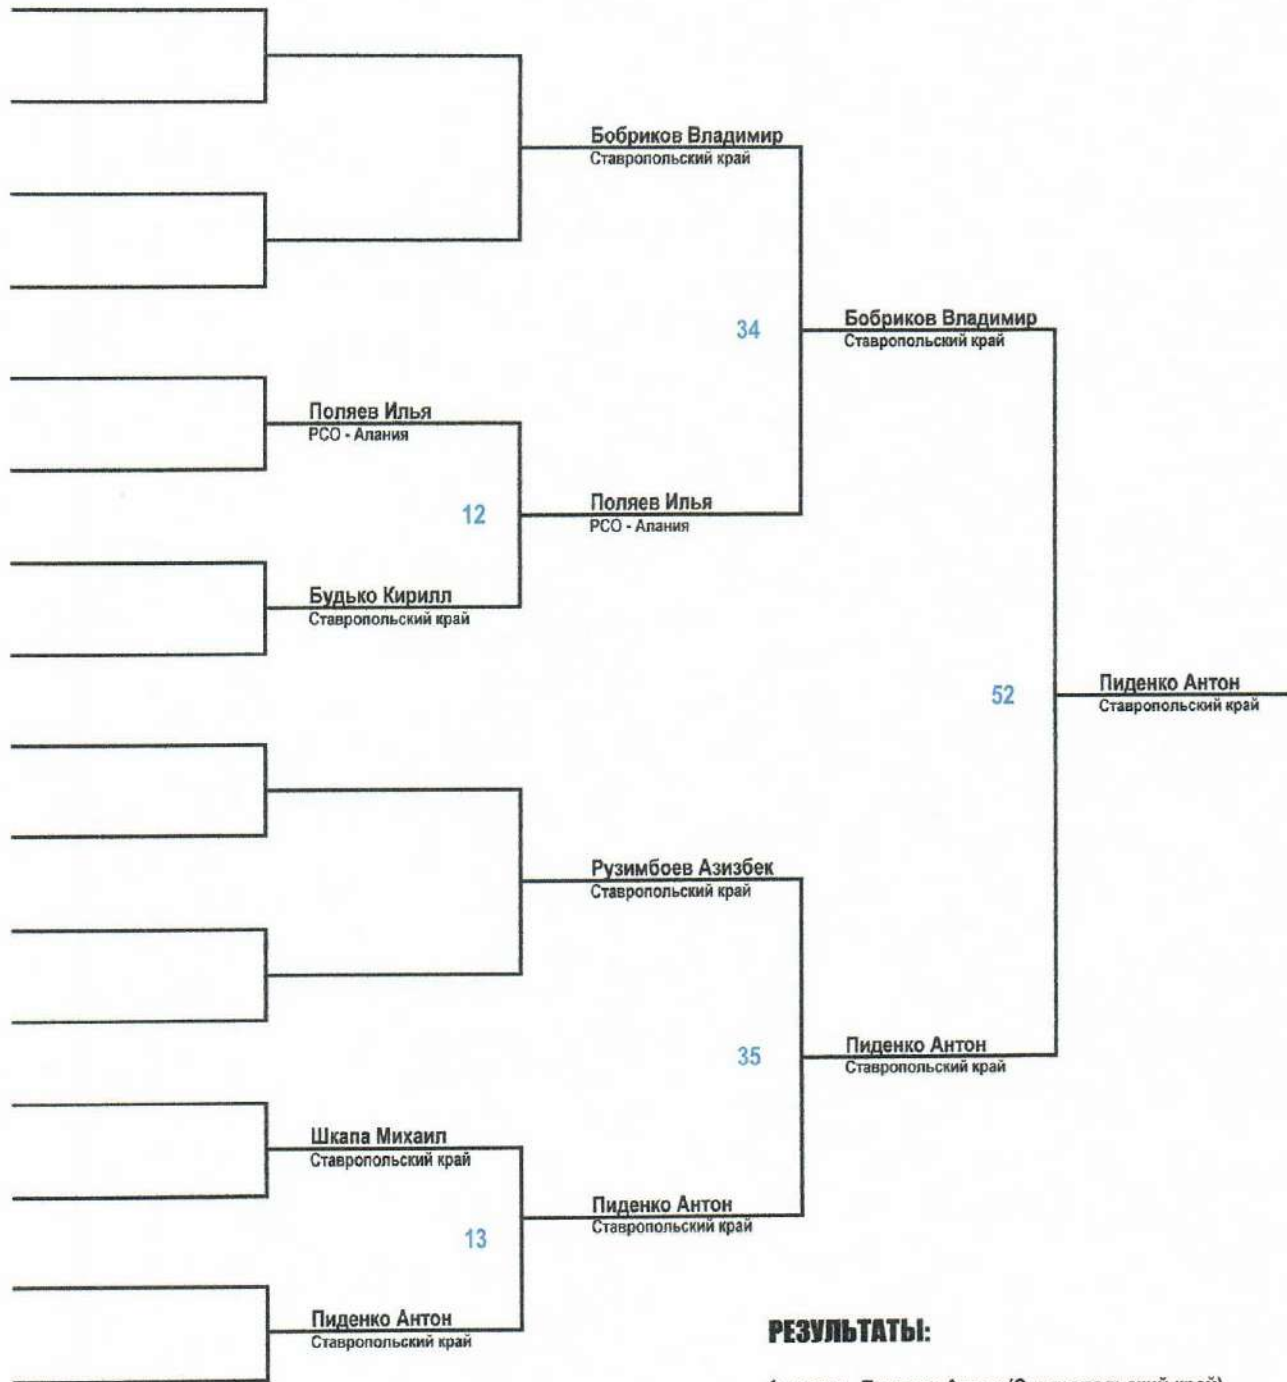 Бобриков Владимир
Ставропольский край
34
Бобриков Владимир
Ставропольский край
Поляев Илья
РСО - Алания
12
Поляев Илья
РСО - Алания
Будько Кирилл
Ставропольский край
52
Пиденко Антон
Ставропольский край
Рузимбоев Азизбек
Ставропольский край
35
Пиденко Антон
Ставропольский край
Шкапа Михаил
Ставропольский край
13
Пиденко Антон
Ставропольский край
Пиденко Антон
Ставропольский край
РЕЗУЛЬТАТЫ: